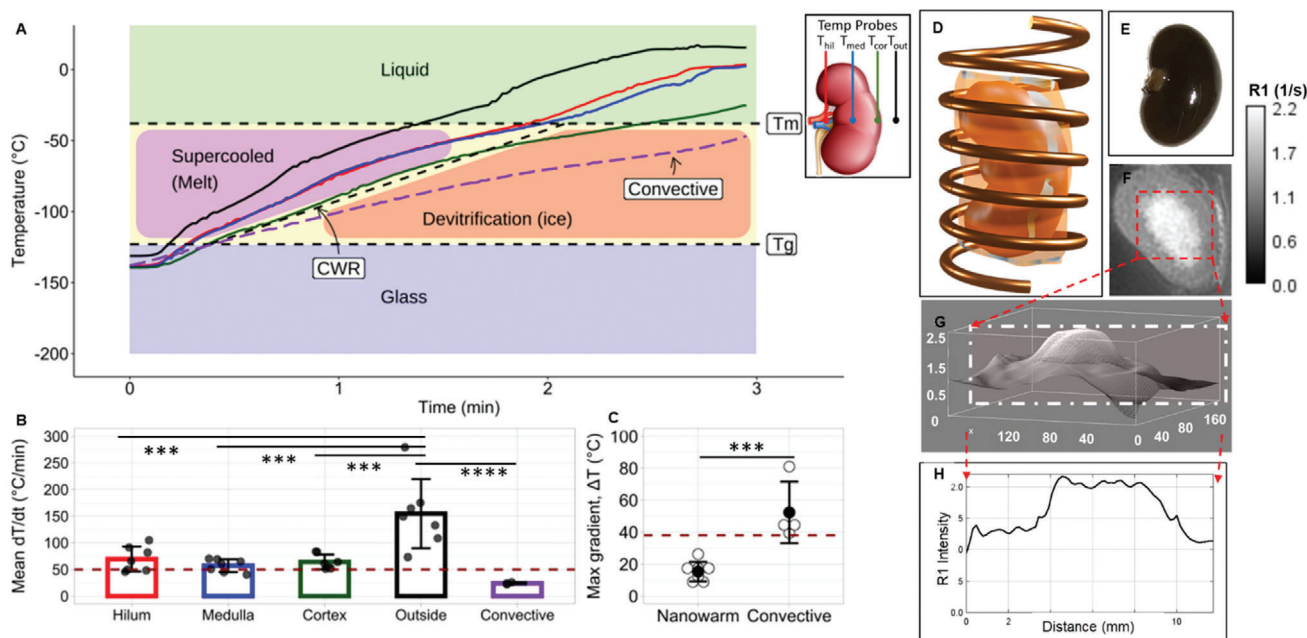 A
Temperature (°C)
0
-50
-100
-150
-200
Liquid
Supercooled
(Melt)
Convective
Devitrification (ice)
CWR
Glass
Tm
Tg
0
1
2
3
Time (min)
Temp Probes
Thil Tmed Tcor Tout
B
Mean dT/dt (°C/min)
300
250
200
150
100
50
0
***
***
***
****
Hilum
Medulla
Cortex
Outside
Convective
C
Max gradient, ΔT (°C)
100
80
60
40
20
0
***
Nanowarm
Convective
D
E
R1 (1/s)
2.2
1.7
1.1
0.6
0.0
F
G
2.5
1.5
0.5
0
x
120
80
40
0
40
80
160
H
R1 Intensity
2.0
.5
.0
5
0.0
0
2
4
6
8
10
Distance (mm)